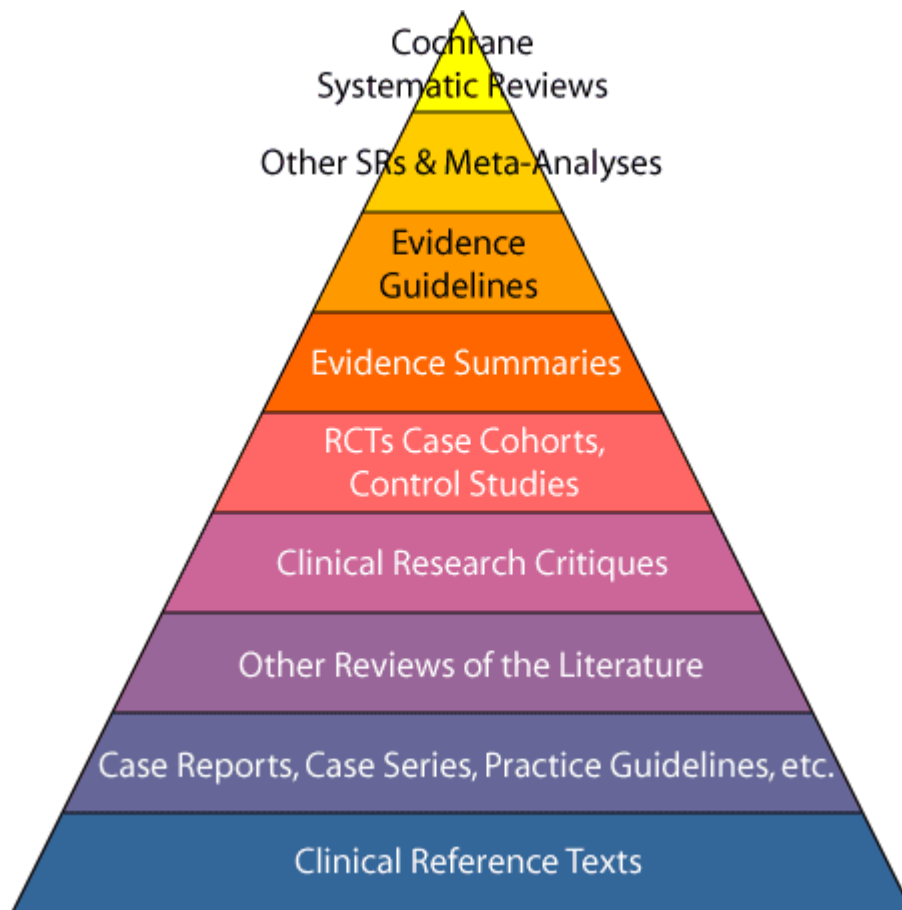 Cochrane
Systematic Reviews
Other SRs & Meta-Analyses
Evidence
Guidelines
Evidence Summaries
RCTs Case Cohorts,
Control Studies
Clinical Research Critiques
Other Reviews of the Literature
Case Reports, Case Series, Practice Guidelines, etc.
Clinical Reference Texts